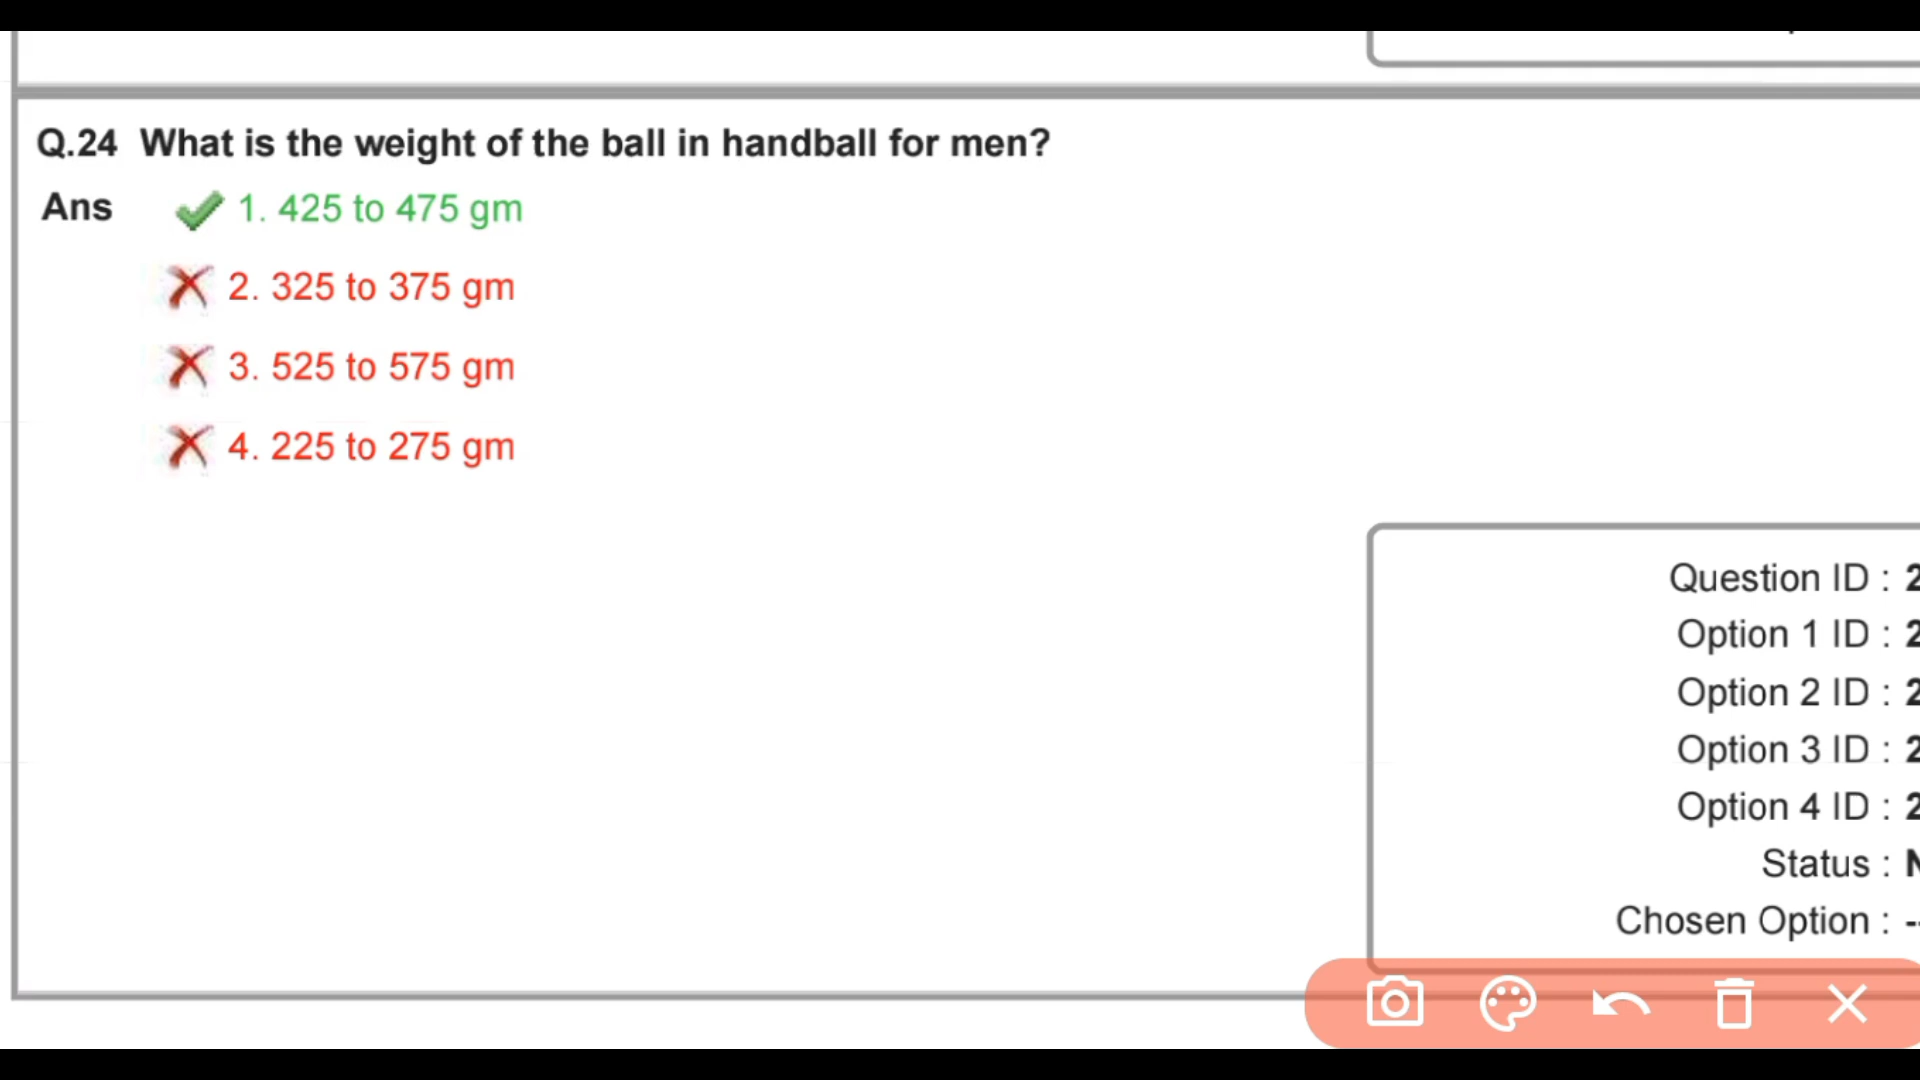 Q.24 What is the weight of the ball in handball for men?
Ans 1. 425 to 475 gm
2. 325 to 375 gm
3. 525 to 575 gm
4. 225 to 275 gm
Question ID :
Option 1 ID :
Option 2 ID :
Option 3 ID :
Option 4 ID :
Status :
Chosen Option :